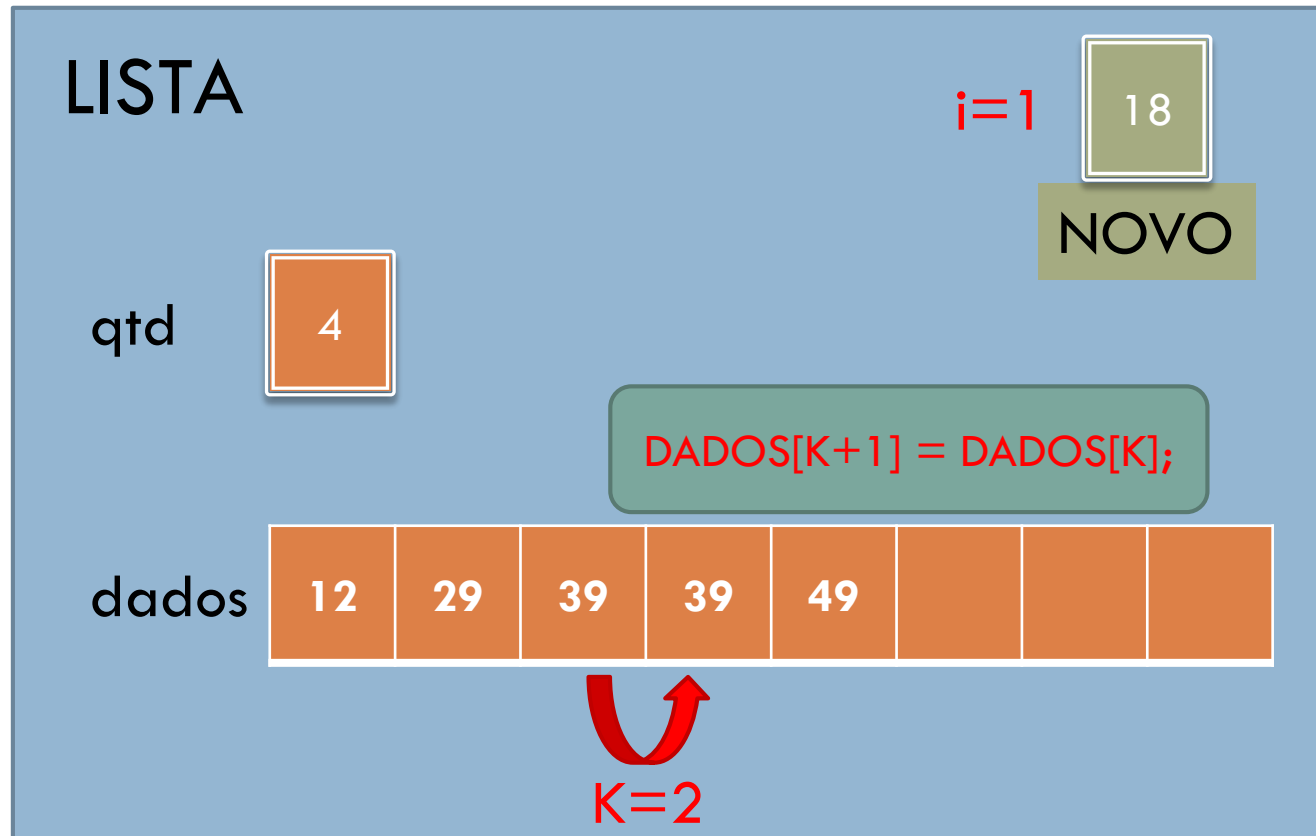 LISTA
i=1
18
NOVO
qtd
4
DADOS[K+1] = DADOS[K];
dados 12 29 39 39 49
K=2